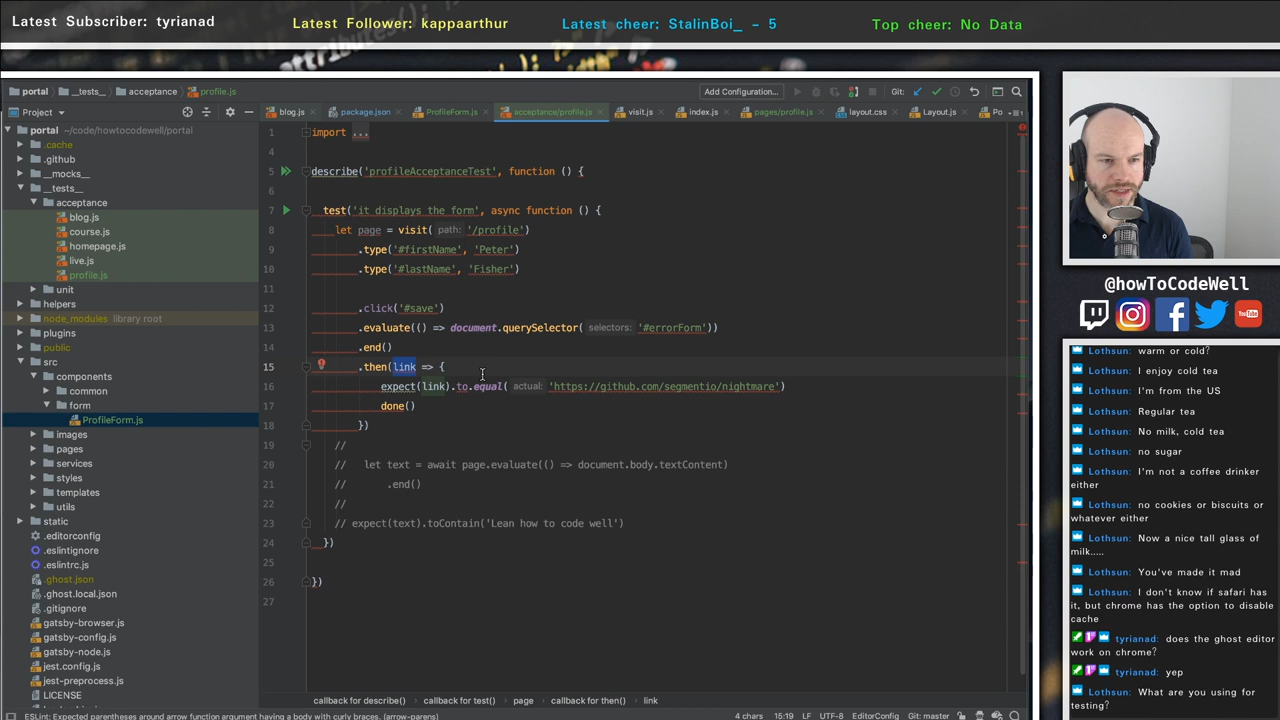 Latest Subscriber: tyrianad
Latest Follower: kappaarthur
Latest cheer: StalinBoi_ - 5
Top cheer: No Data
portal
__tests__
acceptance
profile.js
Add Configuration...
Git:
Project
blog.js
package.json
ProfileForm.js
acceptance/profile.js
visit.js
index.js
pages/profile.js
layout.css
Layout.js
Po
portal ~/code/howtocodewell/portal
.cache
.github
__mocks__
__tests__
acceptance
blog.js
course.js
homepage.js
live.js
profile.js
unit
helpers
node_modules library root
plugins
public
src
components
common
form
ProfileForm.js
images
pages
services
styles
templates
utils
static
.editorconfig
.eslintignore
.eslintrc.js
.ghost.json
.ghost.local.json
.gitignore
gatsby-browser.js
gatsby-config.js
gatsby-node.js
jest.config.js
jest-preprocess.js
LICENSE
1 import ...
4
5 describe('profileAcceptanceTest', function () {
6
7 test('it displays the form', async function () {
8 let page = visit( path: '/profile')
9 .type('#firstName', 'Peter')
10 .type('#lastName', 'Fisher')
11
12 .click('#save')
13 .evaluate(() => document.querySelector( selectors: '#errorForm'))
14 .end()
15 .then(link => {
16 expect(link).to.equal( actual: 'https://github.com/segmentio/nightmare')
17 done()
18 })
19 //
20 // let text = await page.evaluate(() => document.body.textContent)
21 // .end()
22 //
23 // expect(text).toContain('Lean how to code well')
24 })
25
26 })
27
callback for describe()
callback for test()
page
callback for then()
link
ESLint: Expected parentheses around arrow function argument having a body with curly braces. (arrow-parens)
4 chars
15:19
LF
UTF-8
EditorConfig
Git: master
@howToCodeWell
Lothsun: warm or cold?
Lothsun: I enjoy cold tea
Lothsun: I'm from the US
Lothsun: Regular tea
Lothsun: No milk, cold tea
Lothsun: no sugar
Lothsun: I'm not a coffee drinker
either
Lothsun: no cookies or biscuits or
whatever either
Lothsun: Now a nice tall glass of
milk.....
Lothsun: You've made it mad
Lothsun: I don't know if safari has
it, but chrome has the option to disable
cache
tyrianad: does the ghost editor
work on chrome?
tyrianad: yep
Lothsun: What are you using for
testing?